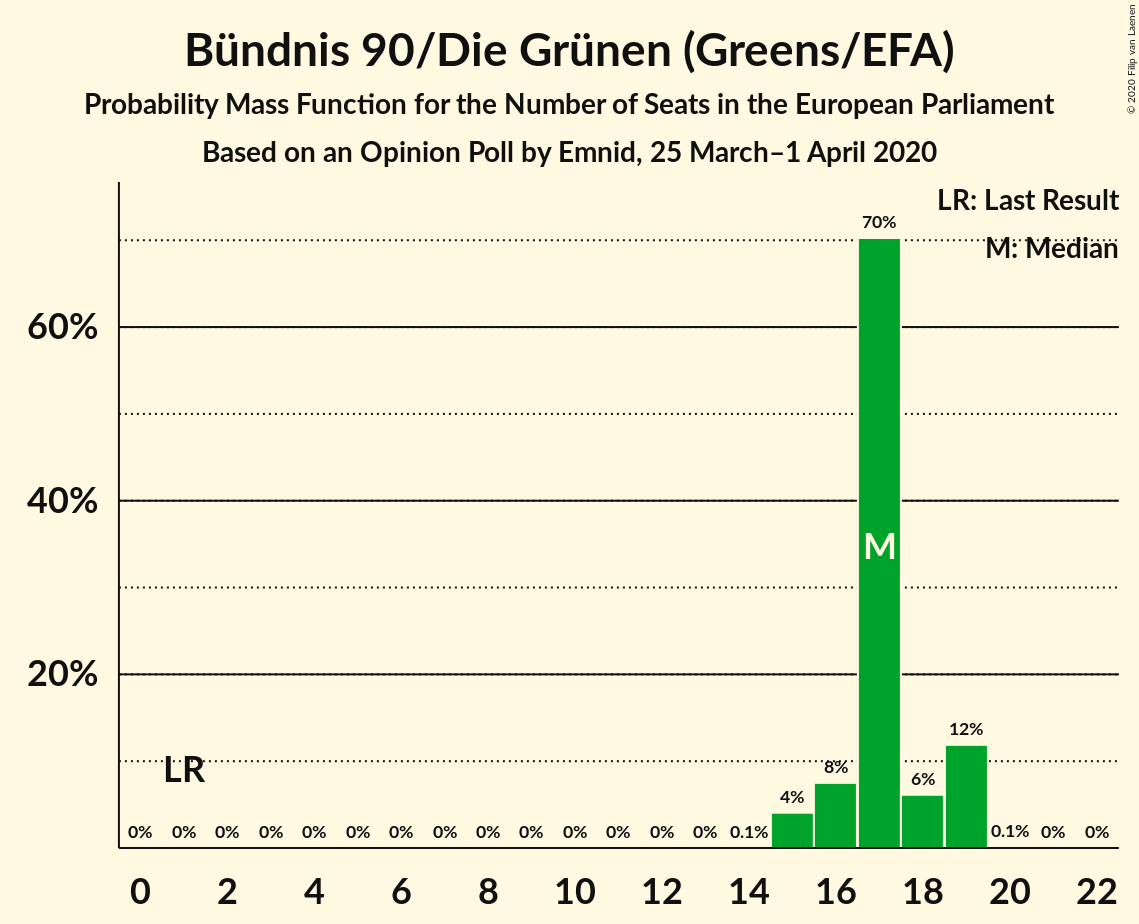 Bündnis 90/Die Grünen (Greens/EFA)
Probability Mass Function for the Number of Seats in the European Parliament
Based on an Opinion Poll by Emnid, 25 March–1 April 2020
© 2020 Filip van Laenen
LR: Last Result
M: Median
70%
60%
40%
M
20%
12%
LR
8%
6%
4%
0% 0% 0% 0% 0% 0% 0% 0% 0% 0% 0% 0% 0% 0% 0.1% 0.1% 0% 0%
0 2 4 6 8 10 12 14 16 18 20 22